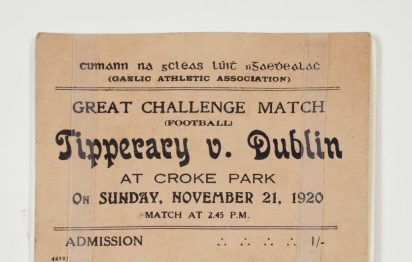 Cumann na gCleas Lúit nGaedealaċ
(GAELIC ATHLETIC ASSOCIATION)
GREAT CHALLENGE MATCH
(FOOTBALL)
Tipperary v. Dublin
AT CROKE PARK
ON SUNDAY, NOVEMBER 21, 1920
MATCH AT 2.45 P.M.
ADMISSION ∴ ∴ ∴ ∴ 1/-